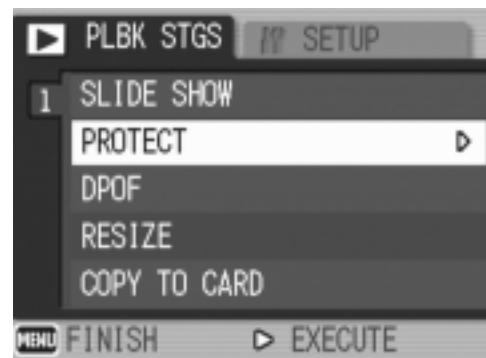 PLBK STGS SETUP
1 SLIDE SHOW
PROTECT
DPOF
RESIZE
COPY TO CARD
MENU FINISH EXECUTE